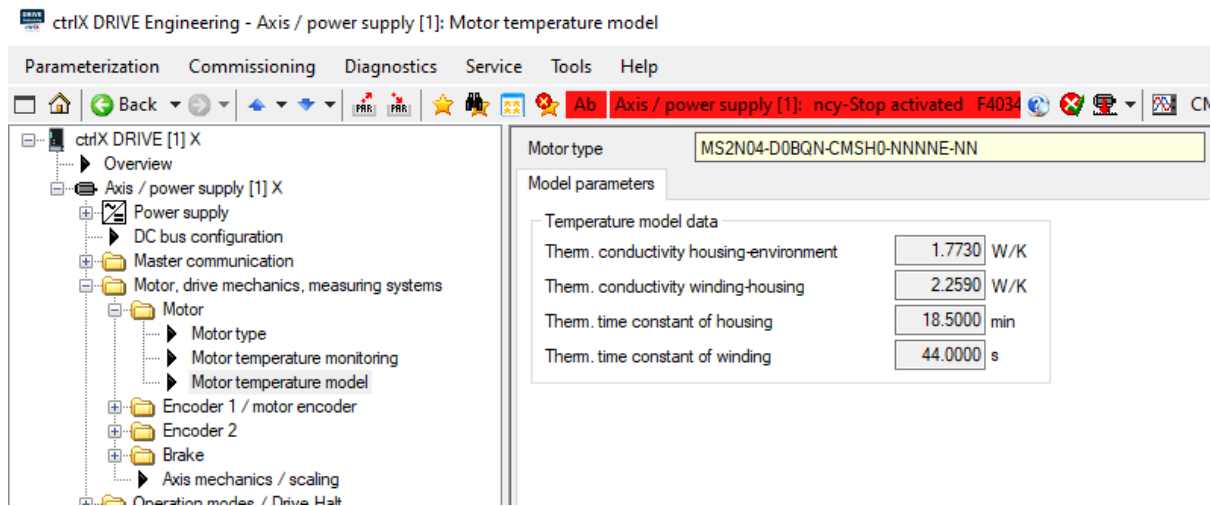 ctrlX DRIVE Engineering - Axis / power supply [1]: Motor temperature model
Parameterization Commissioning Diagnostics Service Tools Help
Back PAR PAR Ab Axis / power supply [1]: ncy-Stop activated F4034 CM
ctrlX DRIVE [1] X
Overview
Axis / power supply [1] X
Power supply
DC bus configuration
Master communication
Motor, drive mechanics, measuring systems
Motor
Motor type
Motor temperature monitoring
Motor temperature model
Encoder 1 / motor encoder
Encoder 2
Brake
Axis mechanics / scaling
Operation modes / Drive Halt
Motor type MS2N04-D0BQN-CMSH0-NNNNE-NN
Model parameters
Temperature model data
Therm. conductivity housing-environment 1.7730 W/K
Therm. conductivity winding-housing 2.2590 W/K
Therm. time constant of housing 18.5000 min
Therm. time constant of winding 44.0000 s